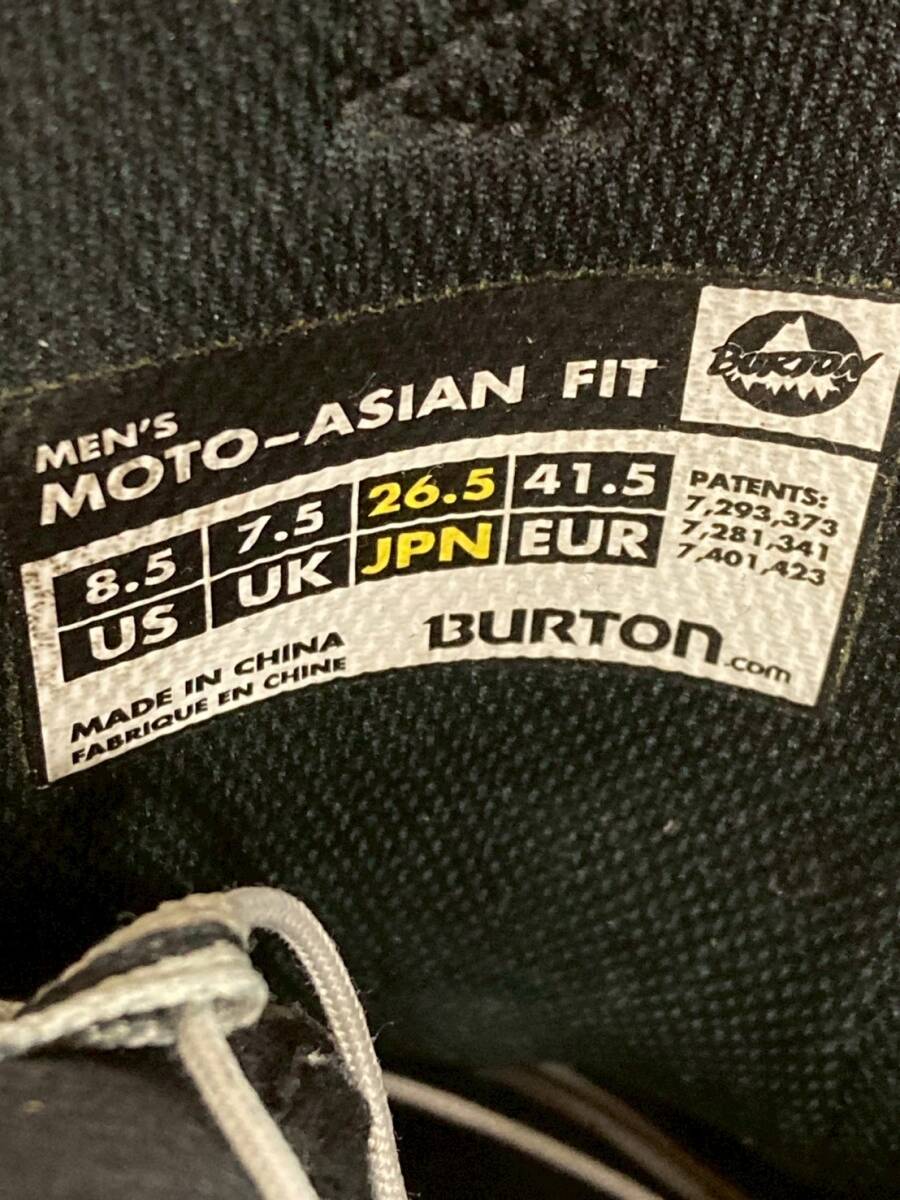 BURTON
MEN'S
MOTO-ASIAN FIT
8.5 7.5 26.5 41.5
US UK JPN EUR
PATENTS:
7,293,373
7,281,341
7,401,423
MADE IN CHINA
FABRIQUE EN CHINE
BURTON.com